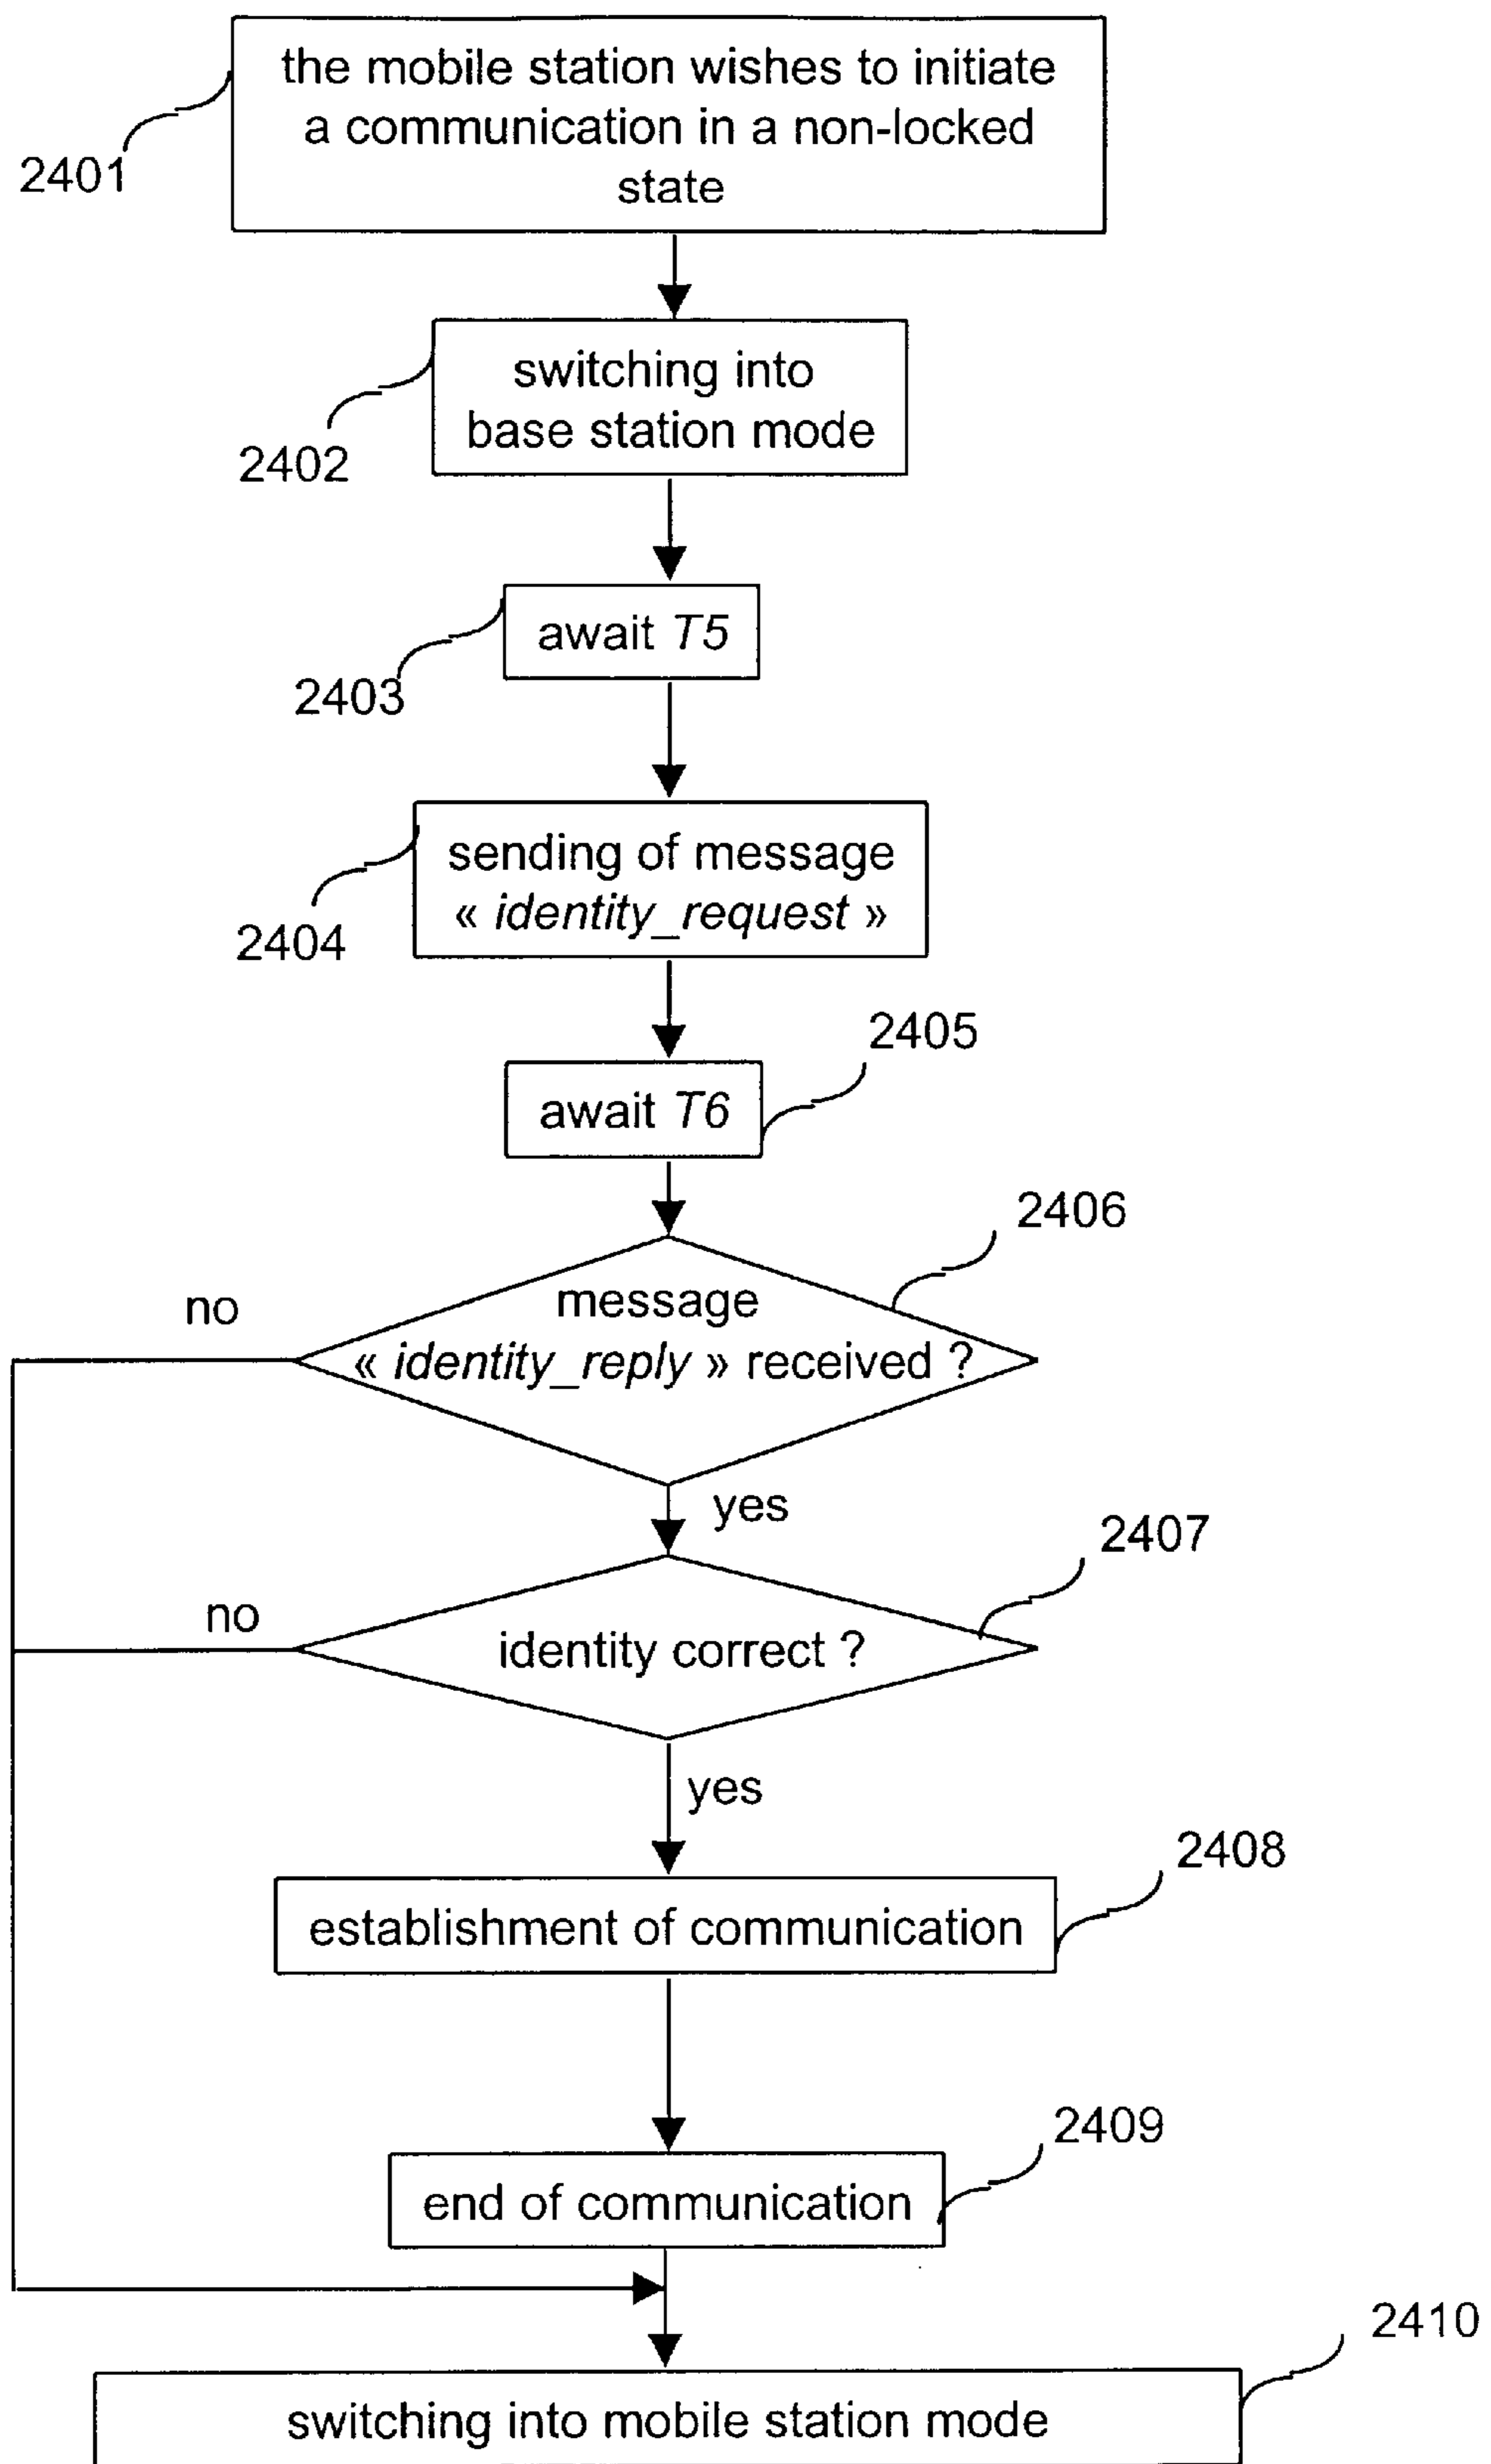 the mobile station wishes to initiate
a communication in a non-locked
state
2401
switching into
base station mode
2402
await T5
2403
sending of message
« identity_request »
2404
2405
await T6
2406
no
message
« identity_reply » received ?
yes
2407
no
identity correct ?
yes
2408
establishment of communication
2409
end of communication
2410
switching into mobile station mode